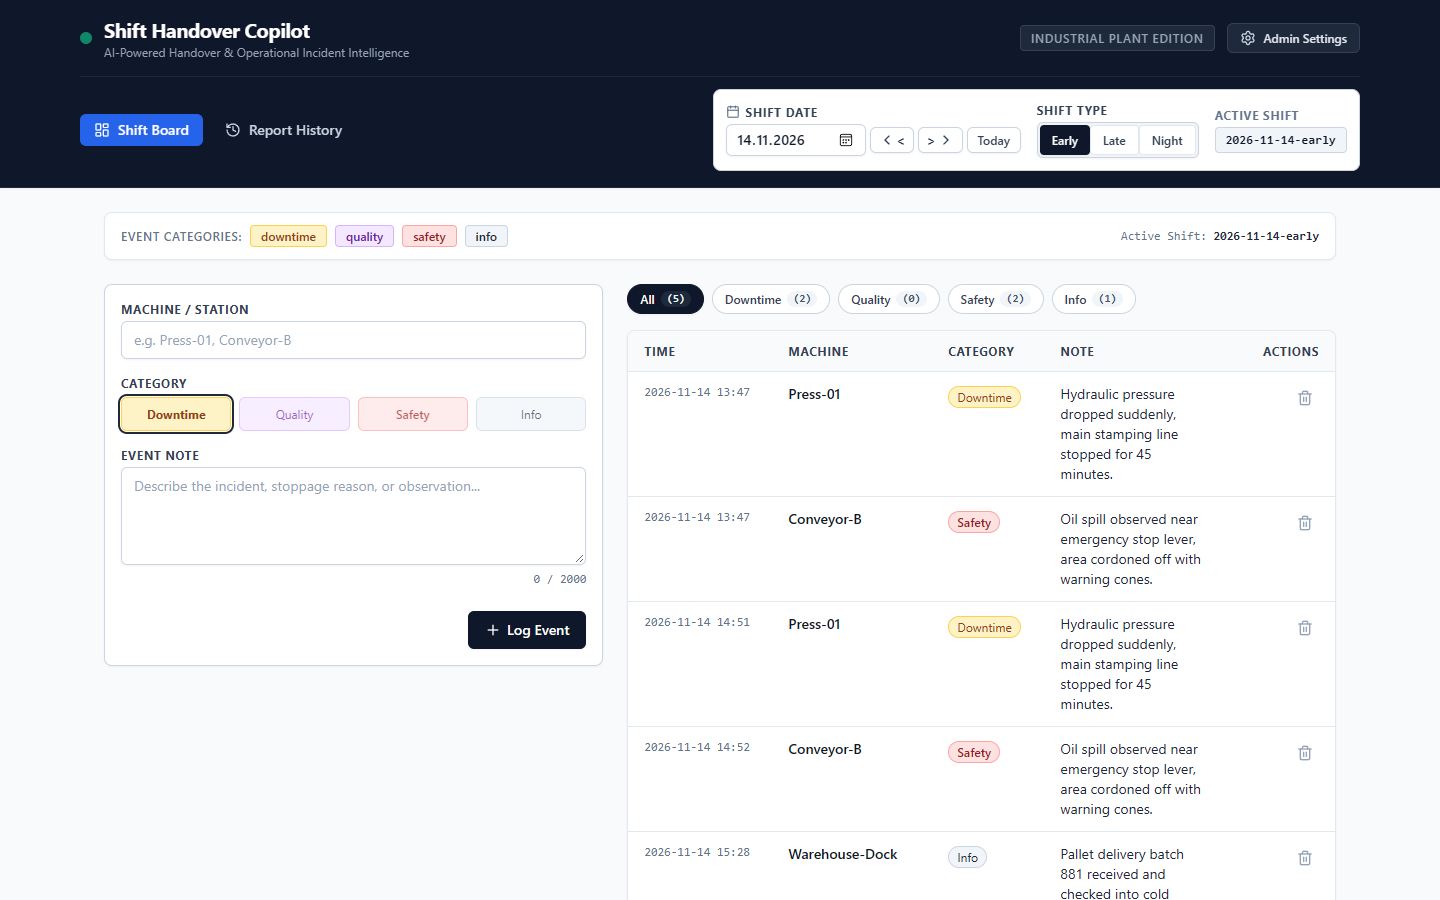 Shift Handover Copilot
AI-Powered Handover & Operational Incident Intelligence
INDUSTRIAL PLANT EDITION
Admin Settings
Shift Board
Report History
SHIFT DATE
14.11.2026
<
>
Today
SHIFT TYPE
Early
Late
Night
ACTIVE SHIFT
2026-11-14-early
EVENT CATEGORIES:
downtime
quality
safety
info
Active Shift: 2026-11-14-early
MACHINE / STATION
e.g. Press-01, Conveyor-B
CATEGORY
Downtime
Quality
Safety
Info
EVENT NOTE
Describe the incident, stoppage reason, or observation...
0 / 2000
+ Log Event
All (5)
Downtime (2)
Quality (0)
Safety (2)
Info (1)
TIME MACHINE CATEGORY NOTE ACTIONS
2026-11-14 13:47 Press-01 Downtime Hydraulic pressure
dropped suddenly,
main stamping line
stopped for 45
minutes.
2026-11-14 13:47 Conveyor-B Safety Oil spill observed near
emergency stop lever,
area cordoned off with
warning cones.
2026-11-14 14:51 Press-01 Downtime Hydraulic pressure
dropped suddenly,
main stamping line
stopped for 45
minutes.
2026-11-14 14:52 Conveyor-B Safety Oil spill observed near
emergency stop lever,
area cordoned off with
warning cones.
2026-11-14 15:28 Warehouse-Dock Info Pallet delivery batch
881 received and
checked into cold